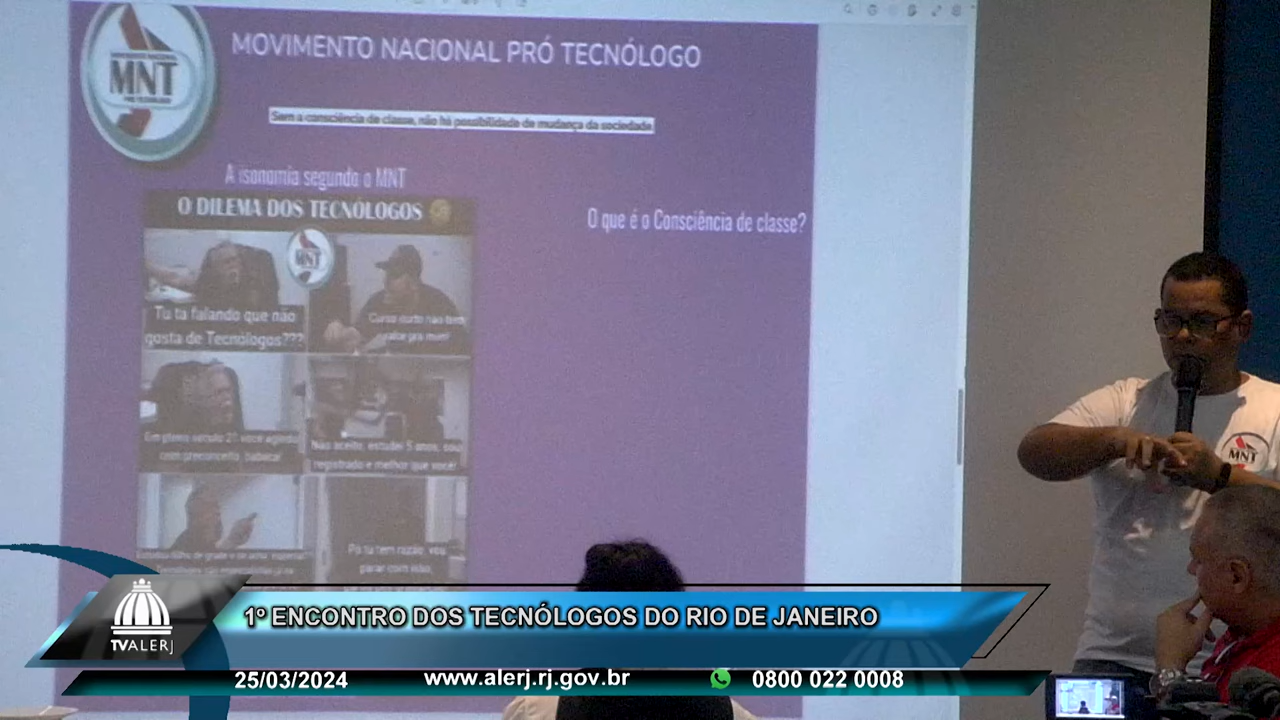 MOVIMENTO NACIONAL PRÓ TECNÓLOGO
MNT
Sem a consciência de classe, não há possibilidade de mudança da sociedade
A isonomia segundo o MNT
O DILEMA DOS TECNÓLOGOS
O que é o Consciência de classe?
MNT
Tu ta falando que não
gosta de Tecnólogos???
Curso curto não tem
valor pra mim!
Em pleno século 21 você agindo
com preconceito, babaca!
Não aceito, estudei 5 anos, sou
registrado e melhor que você!
Pô tu tem razão, vou
parar com isso,
MNT
1º ENCONTRO DOS TECNÓLOGOS DO RIO DE JANEIRO
TVALERJ
25/03/2024
www.alerj.rj.gov.br
0800 022 0008